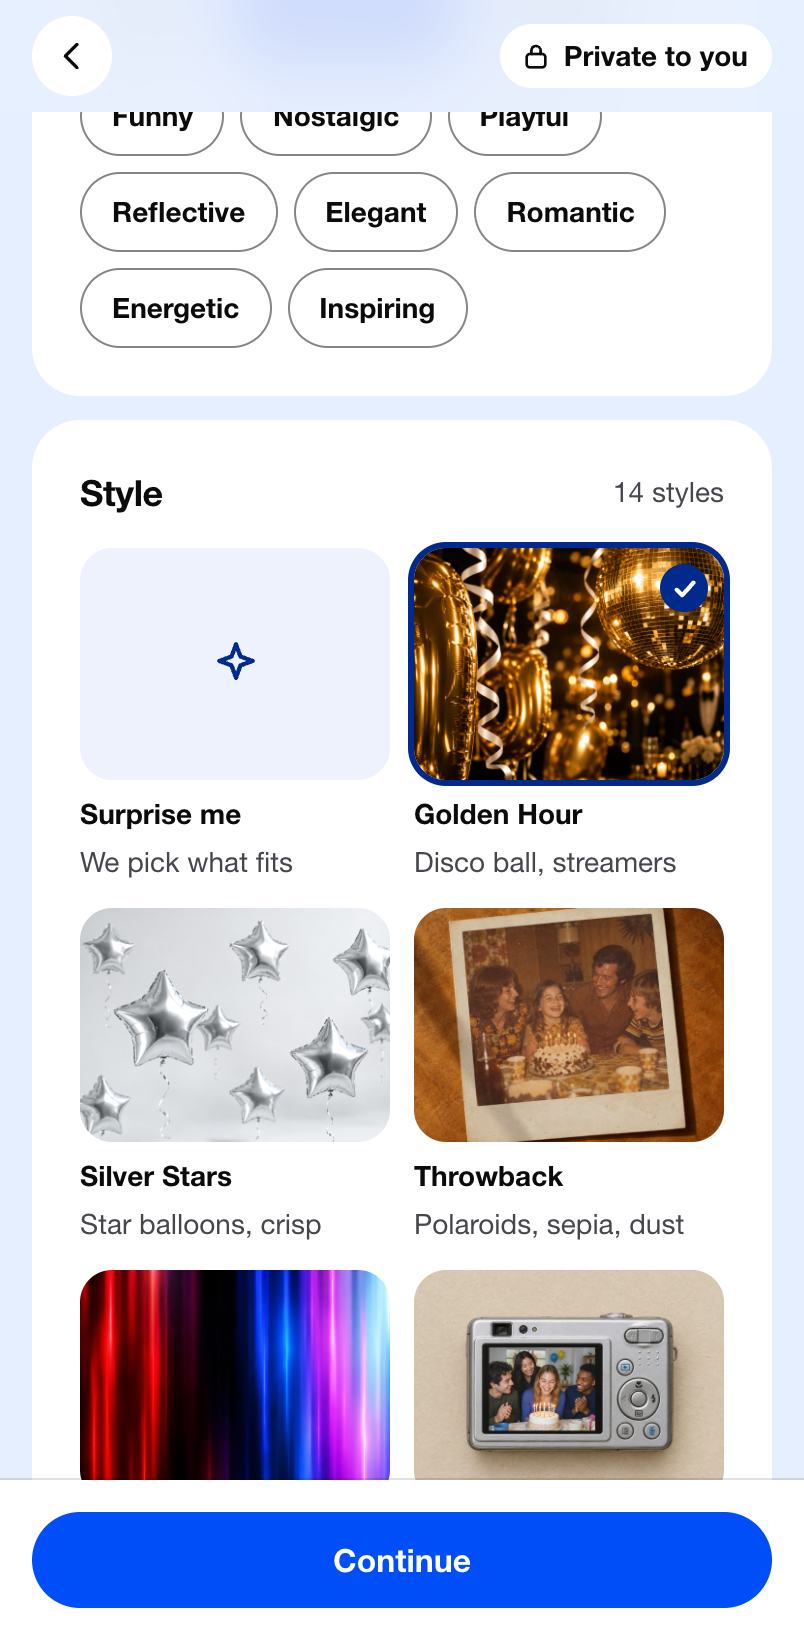 Private to you
Funny Nostalgic Playful
Reflective Elegant Romantic
Energetic Inspiring
Style 14 styles
Surprise me Golden Hour
We pick what fits Disco ball, streamers
Silver Stars Throwback
Star balloons, crisp Polaroids, sepia, dust
Continue